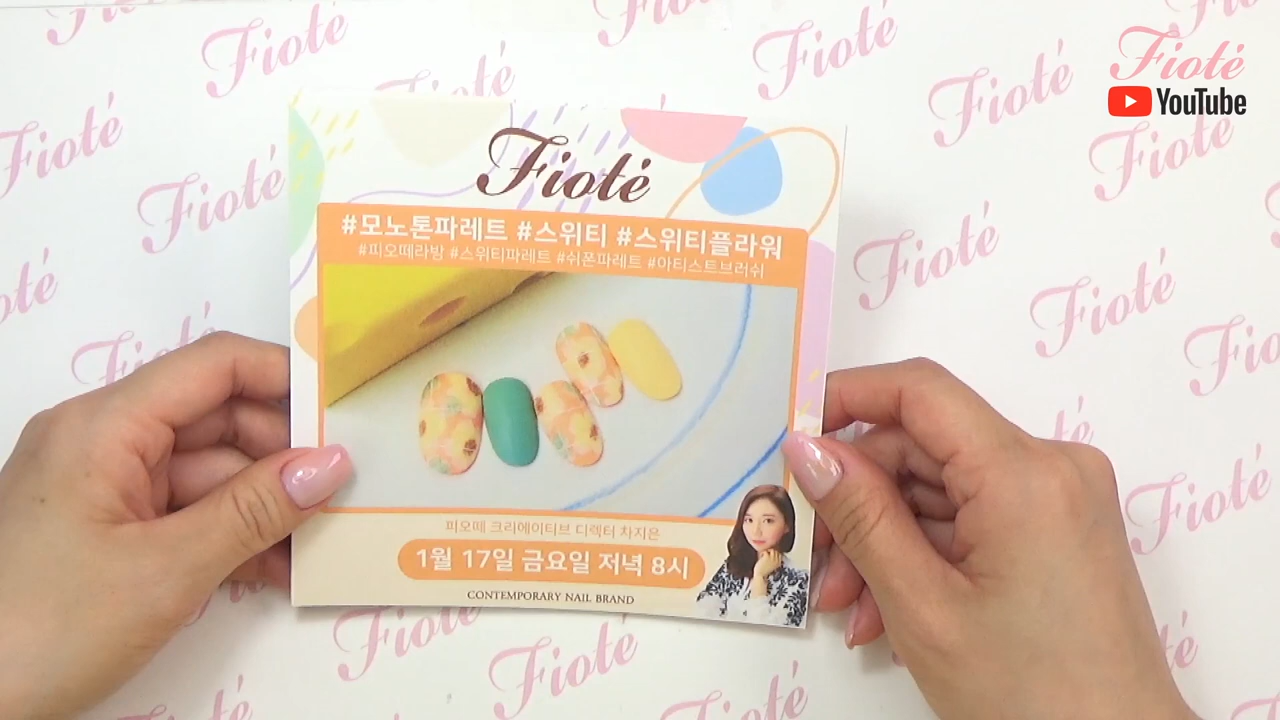 Fiotė
YouTube
Fiotė
#모노톤파레트 #스위티 #스위티플라워
#피오떼라방 #스위티파레트 #쉬폰파레트 #아티스트브러쉬
피오떼 크리에이티브 디렉터 차지은
1월 17일 금요일 저녁 8시
CONTEMPORARY NAIL BRAND